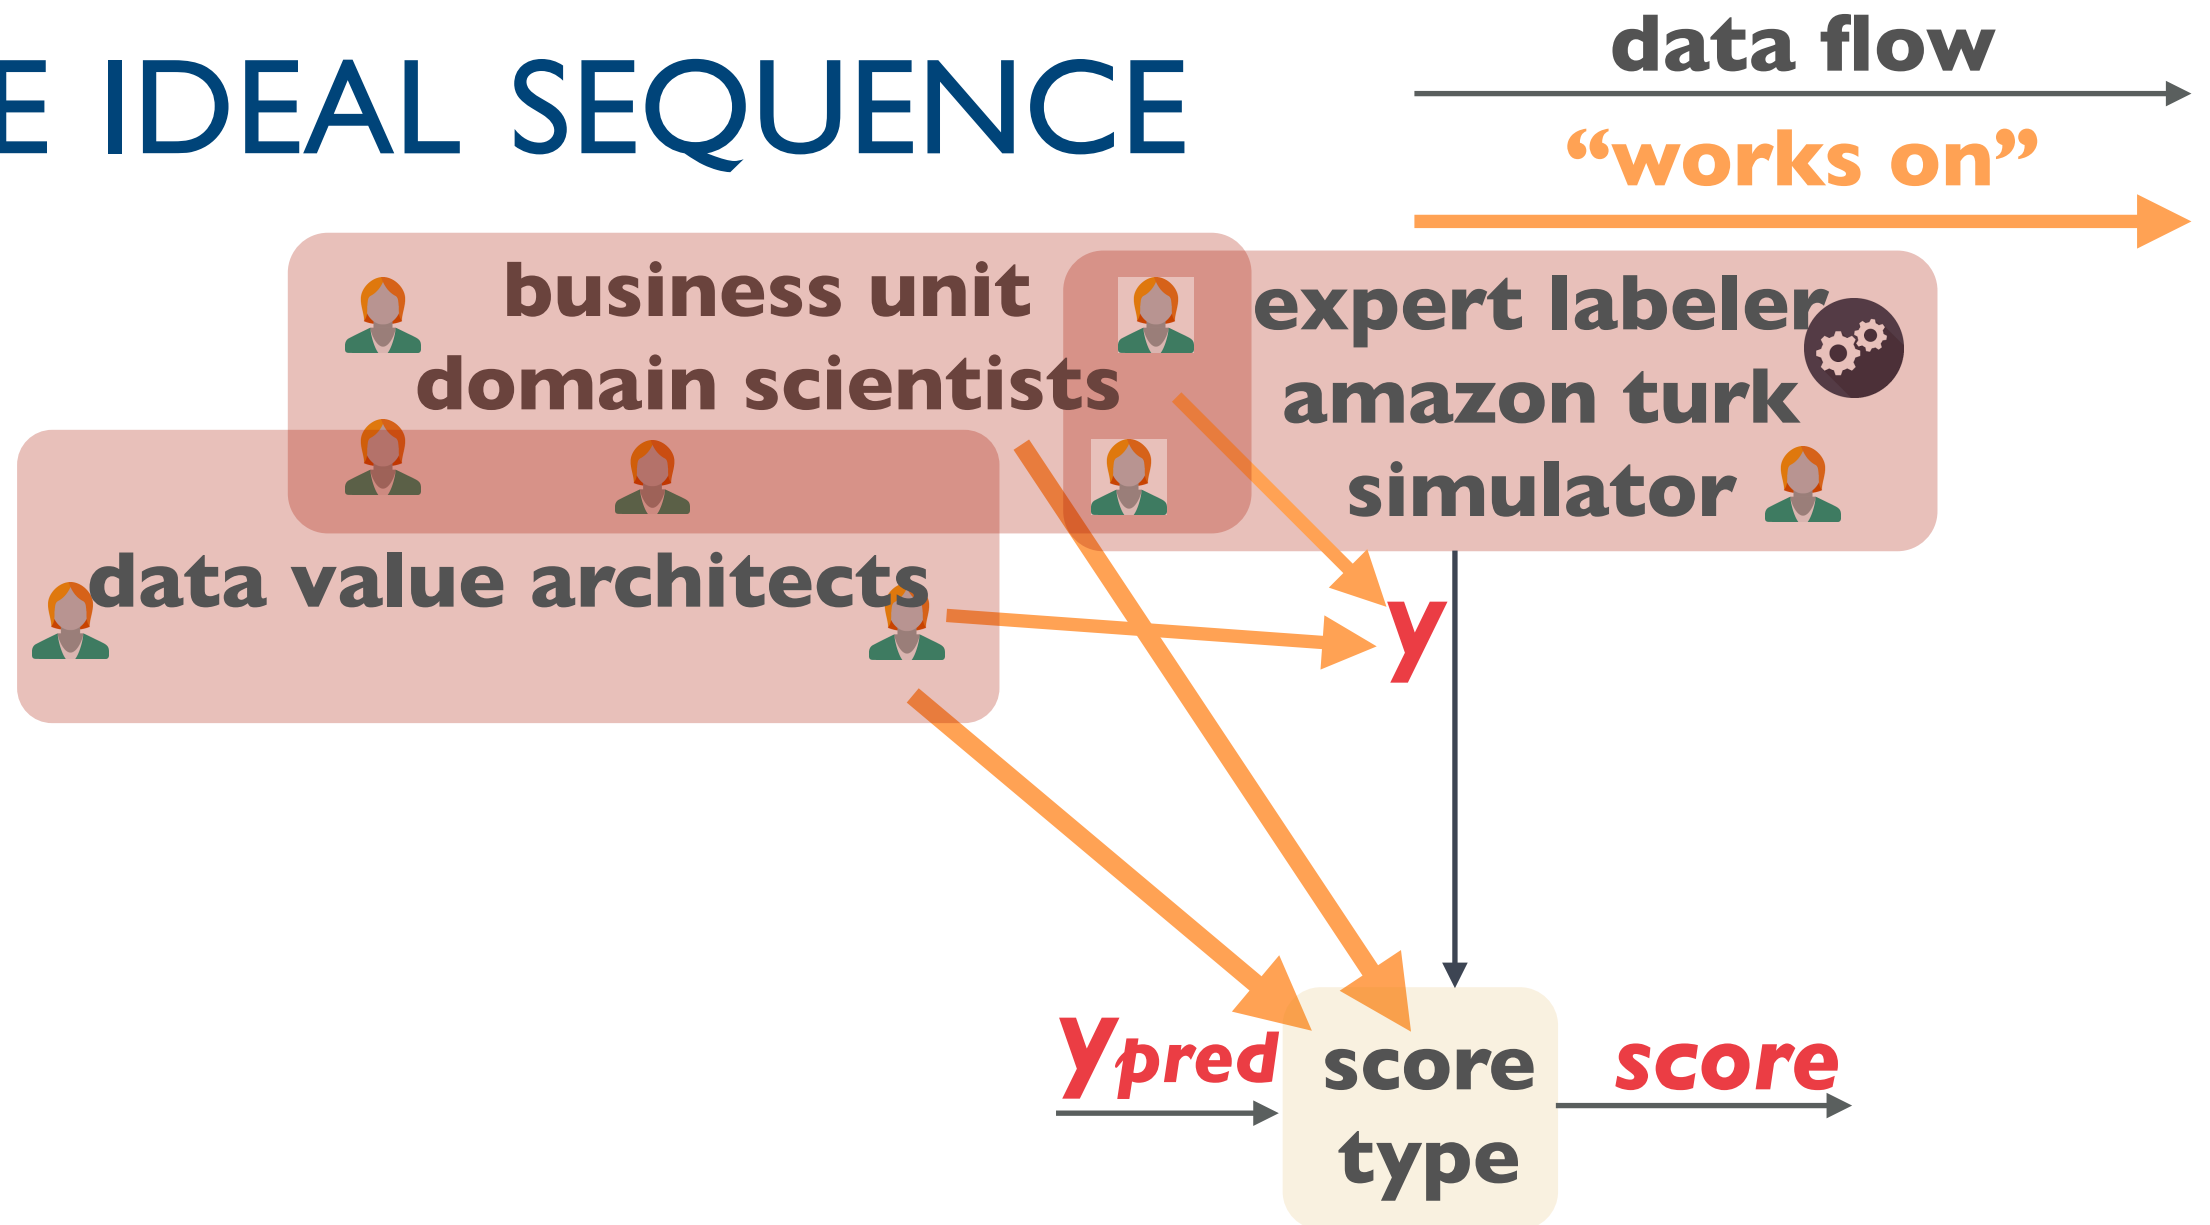 E IDEAL SEQUENCE
data flow
“works on”
business unit
domain scientists
expert labeler
amazon turk
simulator
data value architects
y
ypred
score
type
score